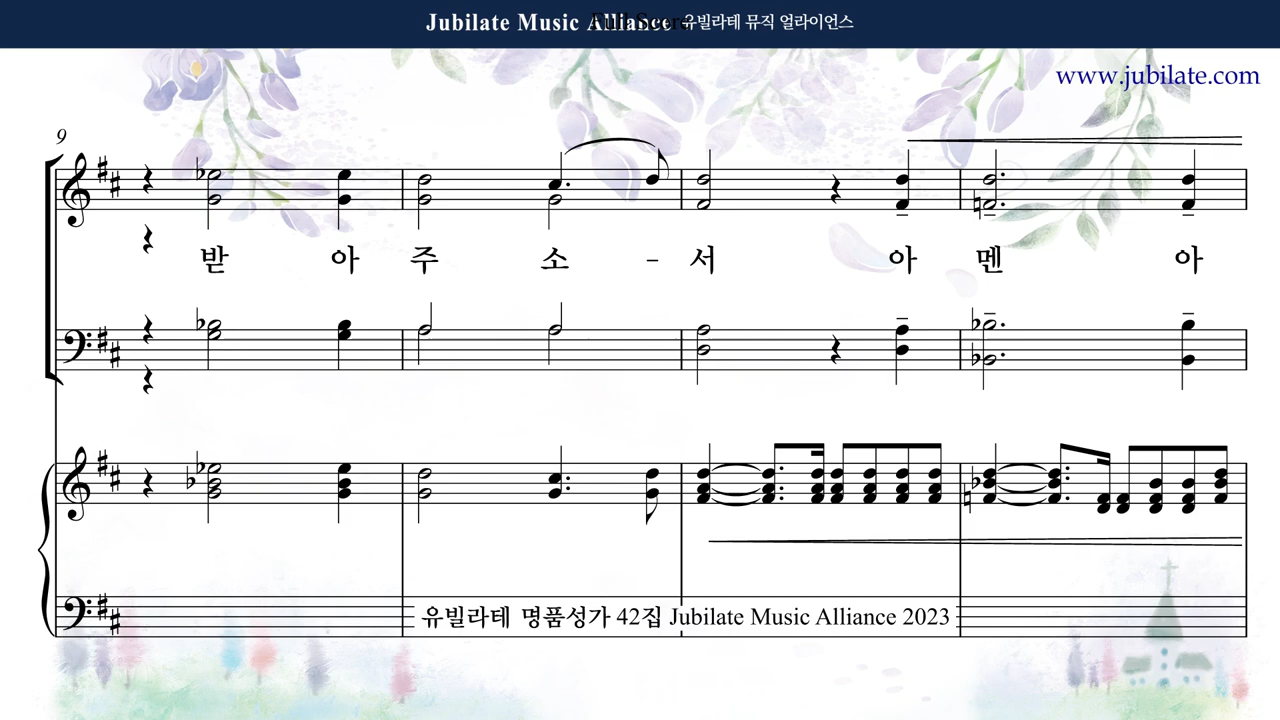 Jubilate Music Alliance 유빌라테 뮤직 얼라이언스
Full Score
www.jubilate.com
9
받 아 주 소 - 서 아 멘 아
유빌라테 명품성가 42집 Jubilate Music Alliance 2023